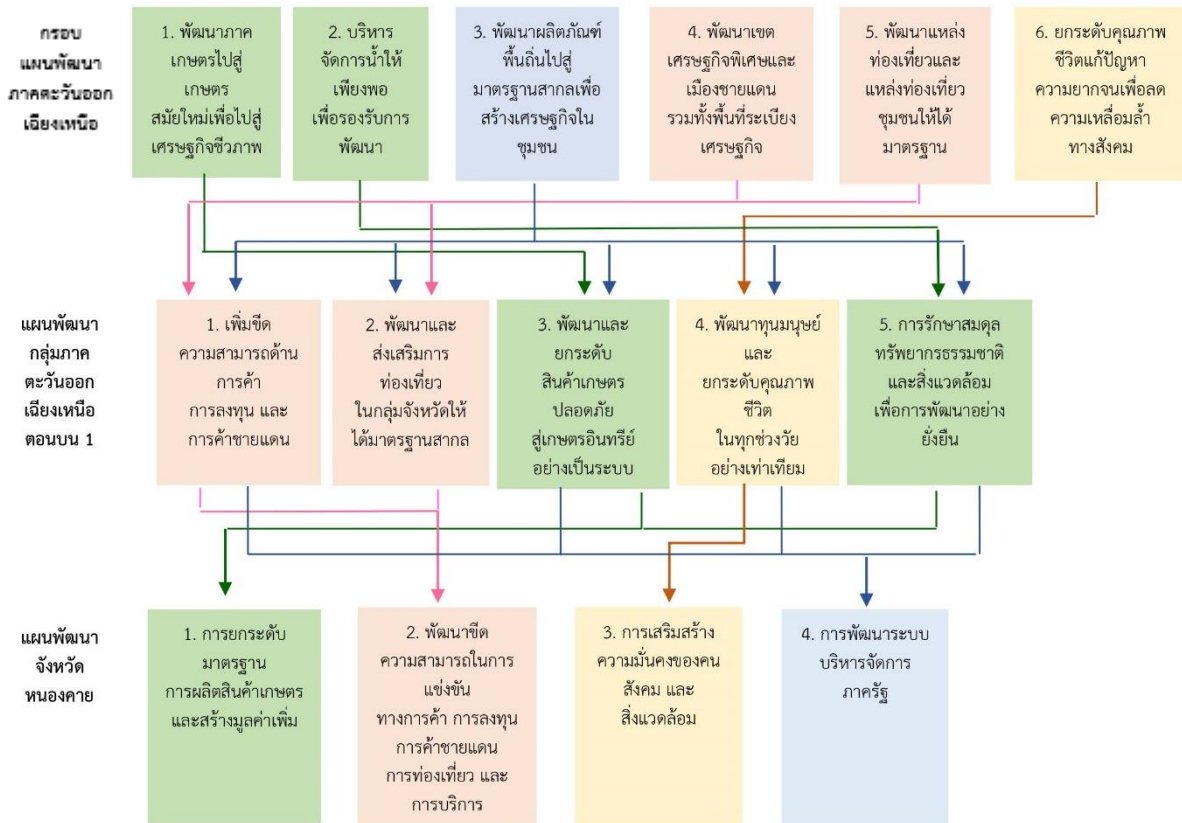 กรอบ
แผนพัฒนา
ภาคตะวันออก
เฉียงเหนือ
1. พัฒนาภาค
เกษตรไปสู่
เกษตร
สมัยใหม่เพื่อไปสู่
เศรษฐกิจชีวภาพ
2. บริหาร
จัดการน้ำให้
เพียงพอ
เพื่อรองรับการ
พัฒนา
3. พัฒนาผลิตภัณฑ์
พื้นถิ่นไปสู่
มาตรฐานสากลเพื่อ
สร้างเศรษฐกิจใน
ชุมชน
4. พัฒนาเขต
เศรษฐกิจพิเศษและ
เมืองชายแดน
รวมทั้งพื้นที่ระเบียง
เศรษฐกิจ
5. พัฒนาแหล่ง
ท่องเที่ยวและ
แหล่งท่องเที่ยว
ชุมชนให้ได้
มาตรฐาน
6. ยกระดับคุณภาพ
ชีวิตแก้ปัญหา
ความยากจนเพื่อลด
ความเหลื่อมล้ำ
ทางสังคม
แผนพัฒนา
กลุ่มภาค
ตะวันออก
เฉียงเหนือ
ตอนบน 1
1. เพิ่มขีด
ความสามารถด้าน
การค้า
การลงทุน และ
การค้าชายแดน
2. พัฒนาและ
ส่งเสริมการ
ท่องเที่ยว
ในกลุ่มจังหวัดให้
ได้มาตรฐานสากล
3. พัฒนาและ
ยกระดับ
สินค้าเกษตร
ปลอดภัย
สู่เกษตรอินทรีย์
อย่างเป็นระบบ
4. พัฒนาทุนมนุษย์
และ
ยกระดับคุณภาพ
ชีวิต
ในทุกช่วงวัย
อย่างเท่าเทียม
5. การรักษาสมดุล
ทรัพยากรธรรมชาติ
และสิ่งแวดล้อม
เพื่อการพัฒนาอย่าง
ยั่งยืน
แผนพัฒนา
จังหวัด
หนองคาย
1. การยกระดับ
มาตรฐาน
การผลิตสินค้าเกษตร
และสร้างมูลค่าเพิ่ม
2. พัฒนาขีด
ความสามารถในการ
แข่งขัน
ทางการค้า การลงทุน
การค้าชายแดน
การท่องเที่ยว และ
การบริการ
3. การเสริมสร้าง
ความมั่นคงของคน
สังคม และ
สิ่งแวดล้อม
4. การพัฒนาระบบ
บริหารจัดการ
ภาครัฐ